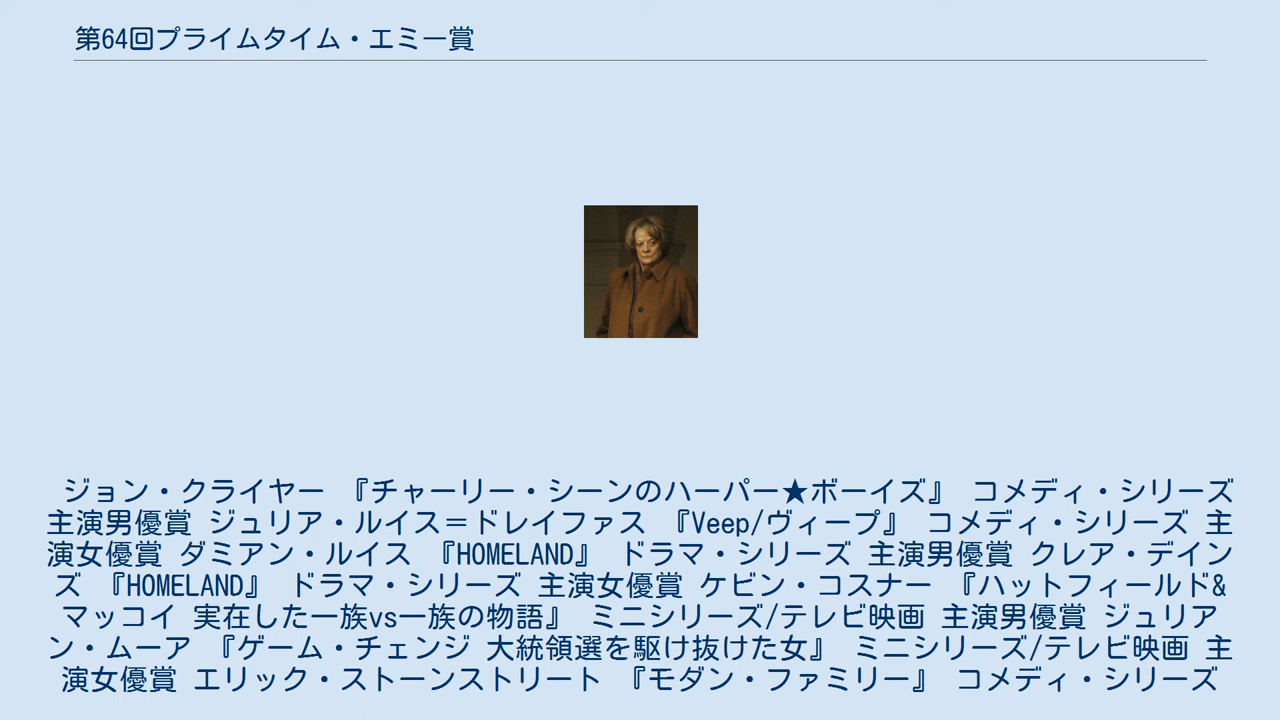 第64回プライムタイム・エミー賞
ジョン・クライヤー 『チャーリー・シーンのハーパー★ボーイズ』 コメディ・シリーズ
主演男優賞 ジュリア・ルイス＝ドレイファス 『Veep/ヴィープ』 コメディ・シリーズ 主
演女優賞 ダミアン・ルイス 『HOMELAND』 ドラマ・シリーズ 主演男優賞 クレア・デイン
ズ 『HOMELAND』 ドラマ・シリーズ 主演女優賞 ケビン・コスナー 『ハットフィールド&
マッコイ 実在した一族vs一族の物語』 ミニシリーズ/テレビ映画 主演男優賞 ジュリア
ン・ムーア 『ゲーム・チェンジ 大統領選を駆け抜けた女』 ミニシリーズ/テレビ映画 主
演女優賞 エリック・ストーンストリート 『モダン・ファミリー』 コメディ・シリーズ